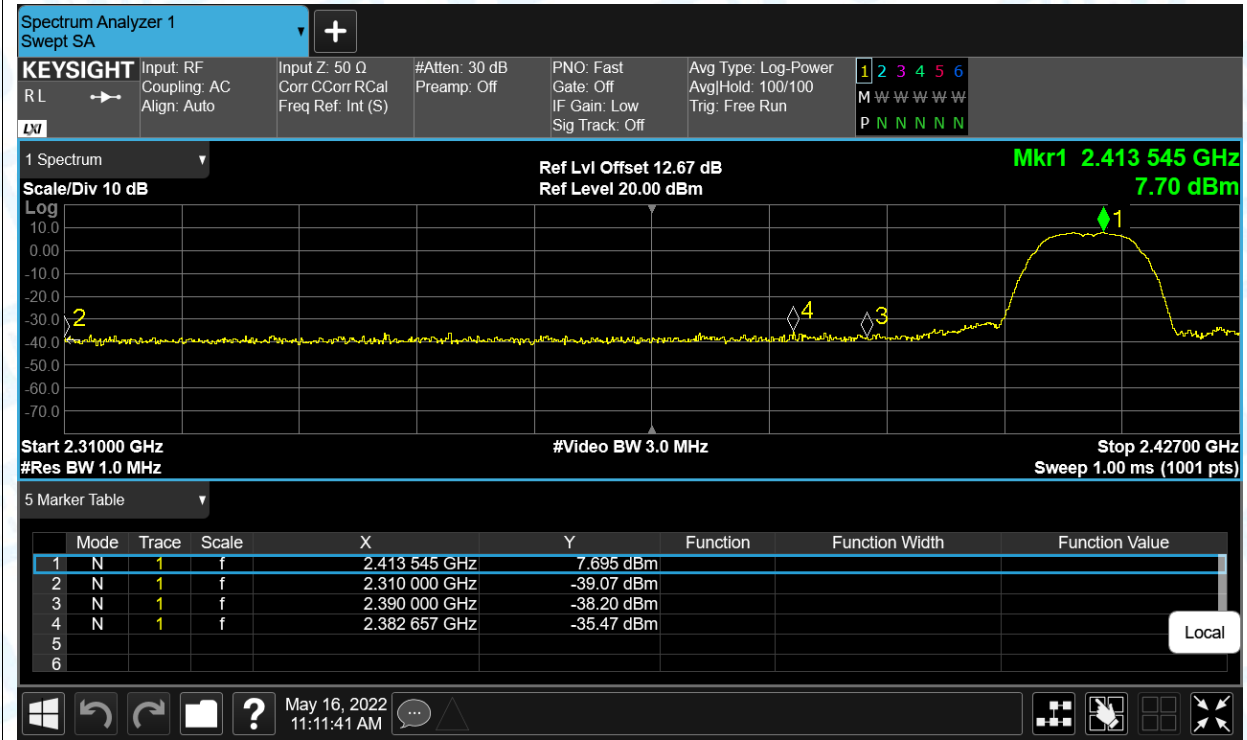 Spectrum Analyzer 1
Swept SA
+
KEYSIGHT
R L
LXI
Input: RF
Coupling: AC
Align: Auto
Input Z: 50 Ω
Corr CCorr RCal
Freq Ref: Int (S)
#Atten: 30 dB
Preamp: Off
PNO: Fast
Gate: Off
IF Gain: Low
Sig Track: Off
Avg Type: Log-Power
Avg|Hold: 100/100
Trig: Free Run
1 2 3 4 5 6
M W W W W W
P N N N N N
1 Spectrum
Scale/Div 10 dB
Ref Lvl Offset 12.67 dB
Ref Level 20.00 dBm
Mkr1 2.413 545 GHz
7.70 dBm
Log
10.0
0.00
-10.0
-20.0
-30.0
-40.0
-50.0
-60.0
-70.0
2
4
3
1
Start 2.31000 GHz
#Res BW 1.0 MHz
#Video BW 3.0 MHz
Stop 2.42700 GHz
Sweep 1.00 ms (1001 pts)
5 Marker Table
Mode Trace Scale X Y Function Function Width Function Value
1 N 1 f 2.413 545 GHz 7.695 dBm
2 N 1 f 2.310 000 GHz -39.07 dBm
3 N 1 f 2.390 000 GHz -38.20 dBm
4 N 1 f 2.382 657 GHz -35.47 dBm
5
6
Local
?
May 16, 2022
11:11:41 AM